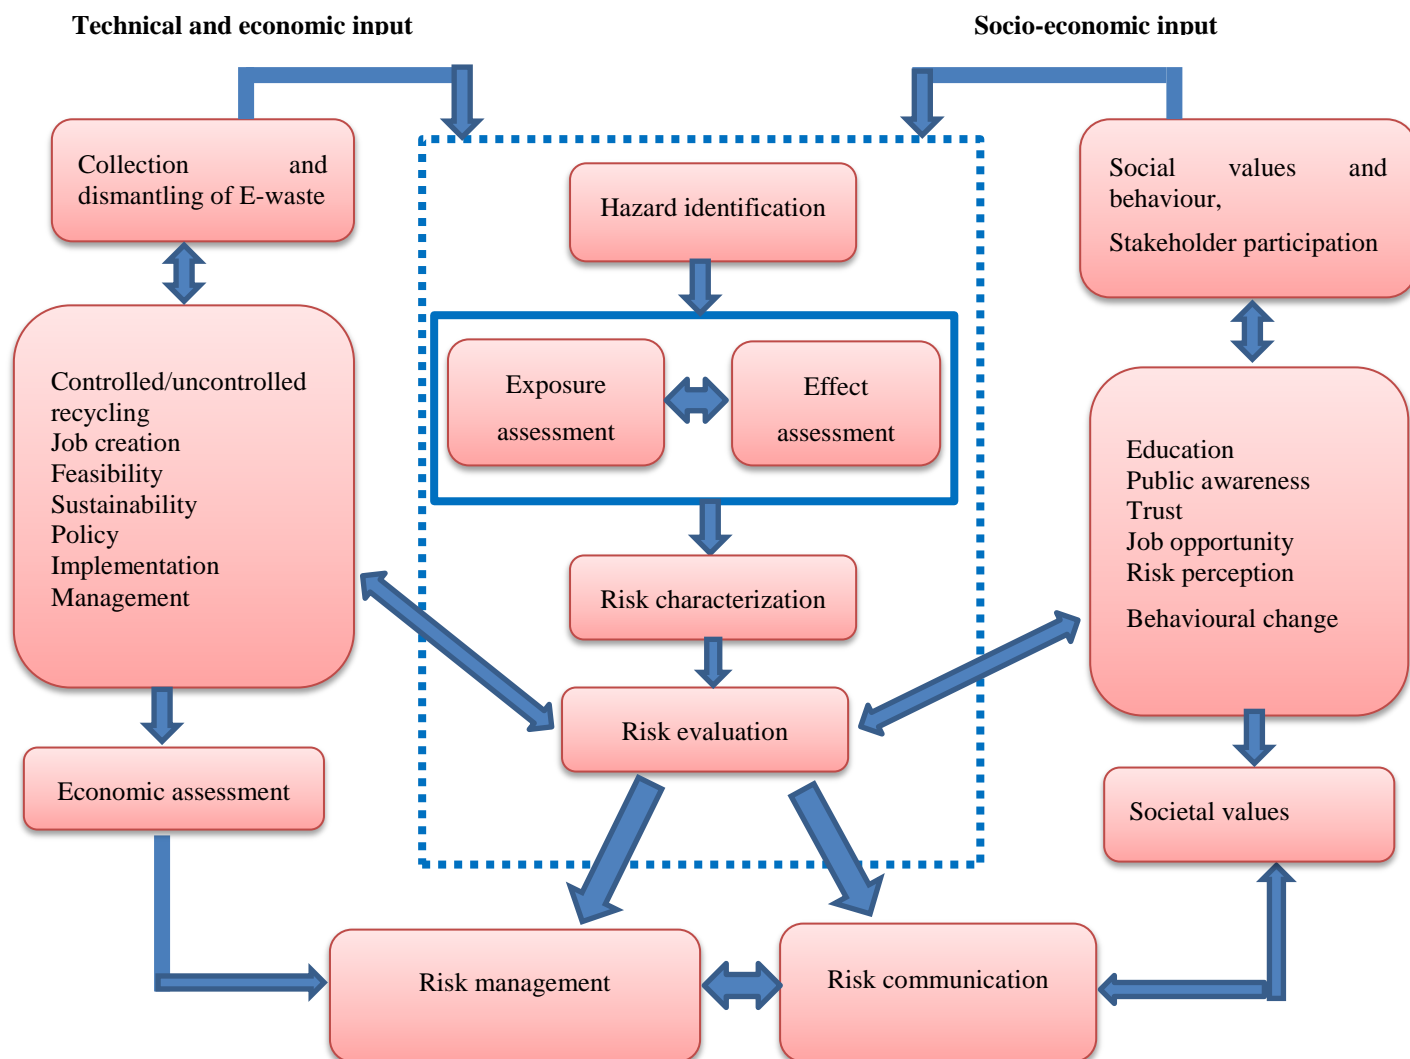 Technical and economic input
Socio-economic input
Collection and
dismantling of E-waste
Social values and
behaviour,
Stakeholder participation
Hazard identification
Exposure
assessment
Effect
assessment
Controlled/uncontrolled
recycling
Job creation
Feasibility
Sustainability
Policy
Implementation
Management
Education
Public awareness
Trust
Job opportunity
Risk perception
Behavioural change
Risk characterization
Risk evaluation
Economic assessment
Societal values
Risk management
Risk communication